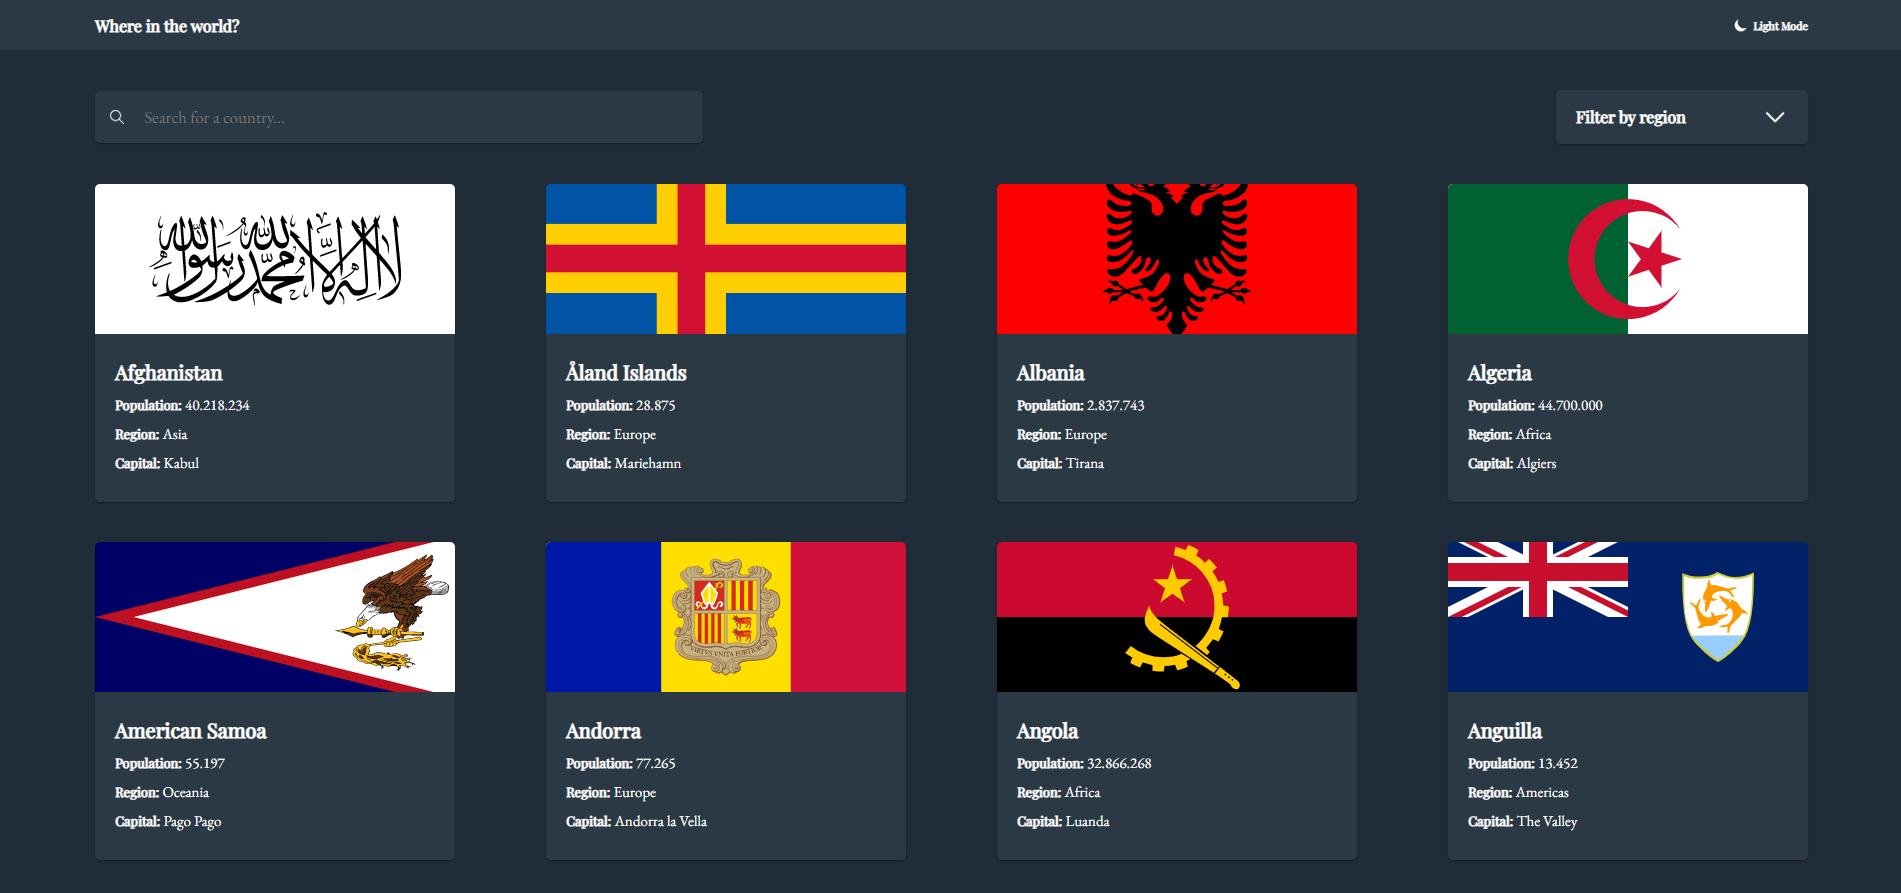 Where in the world?
Light Mode
Search for a country...
Filter by region
لا إله إلا الله محمد رسول الله
Afghanistan
Population: 40.218.234
Region: Asia
Capital: Kabul
Åland Islands
Population: 28.875
Region: Europe
Capital: Mariehamn
Albania
Population: 2.837.743
Region: Europe
Capital: Tirana
Algeria
Population: 44.700.000
Region: Africa
Capital: Algiers
VIRTVS VNITA FORTIOR
American Samoa
Population: 55.197
Region: Oceania
Capital: Pago Pago
Andorra
Population: 77.265
Region: Europe
Capital: Andorra la Vella
Angola
Population: 32.866.268
Region: Africa
Capital: Luanda
Anguilla
Population: 13.452
Region: Americas
Capital: The Valley